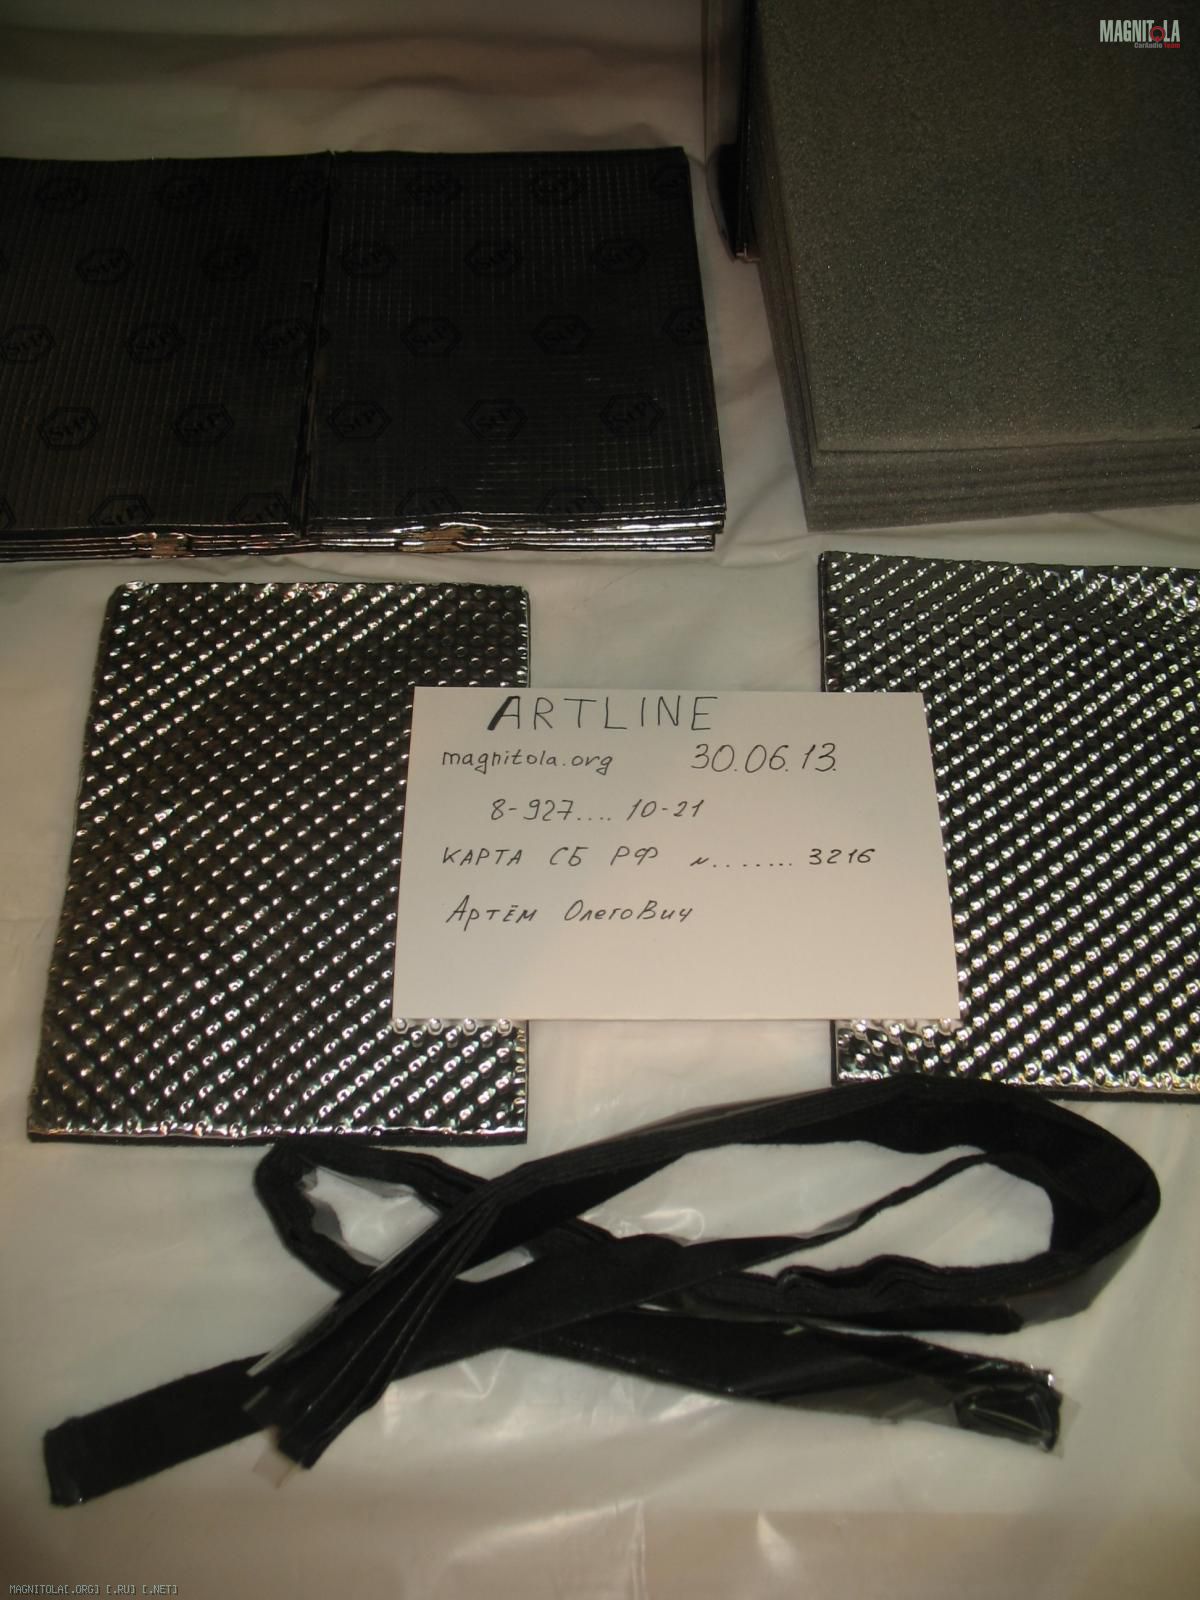 MAGNITOLA
CarAudio Team
StP
ARTLINE
magnitola.org 30.06.13.
8-927.... 10-21
КАРТА СБ РФ №....... 3216
Артём Олегович
MAGNITOLA[.ORG] [.RU] [.NET]